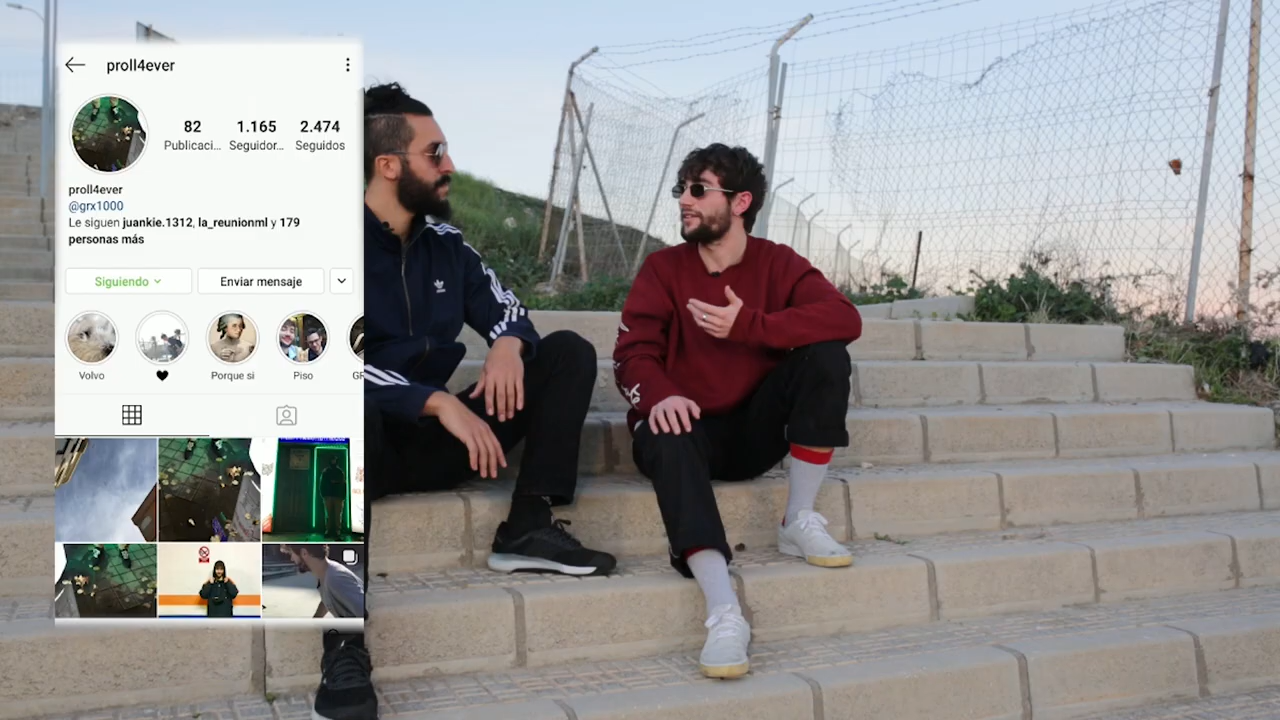 proll4ever
82
1.165
2.474
Publicaci...
Seguidor...
Seguidos
proll4ever
@grx1000
Le siguen juankie.1312, la_reunionml y 179
personas más
Siguiendo
Enviar mensaje
Volvo
Porque si
Piso